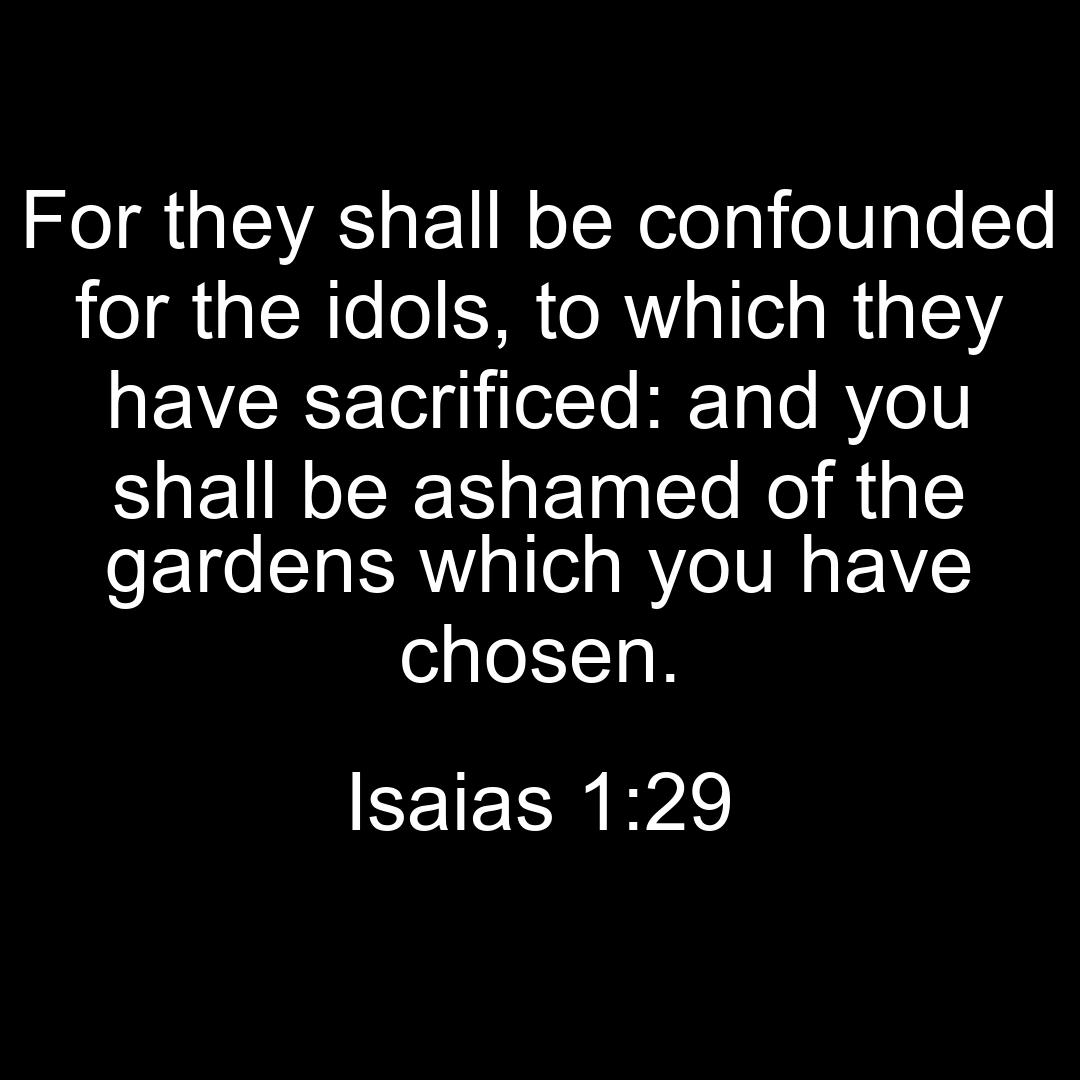 For they shall be confounded
for the idols, to which they
have sacrificed: and you
shall be ashamed of the
gardens which you have
chosen.
Isaias 1:29